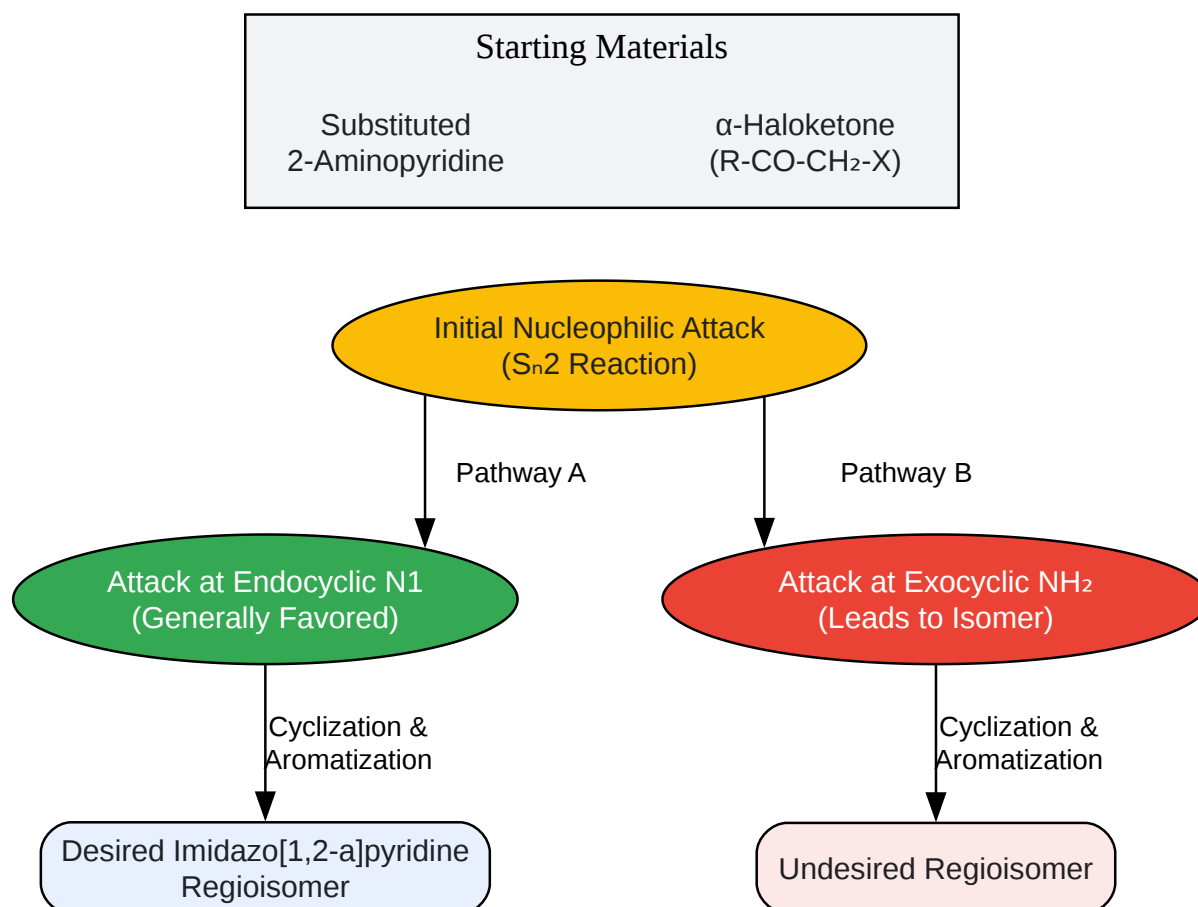 Starting Materials
Substituted
2-Aminopyridine
α-Haloketone
(R-CO-CH₂-X)
Initial Nucleophilic Attack
(Sₙ2 Reaction)
Pathway A
Pathway B
Attack at Endocyclic N1
(Generally Favored)
Attack at Exocyclic NH₂
(Leads to Isomer)
Cyclization &
Aromatization
Cyclization &
Aromatization
Desired Imidazo[1,2-a]pyridine
Regioisomer
Undesired Regioisomer